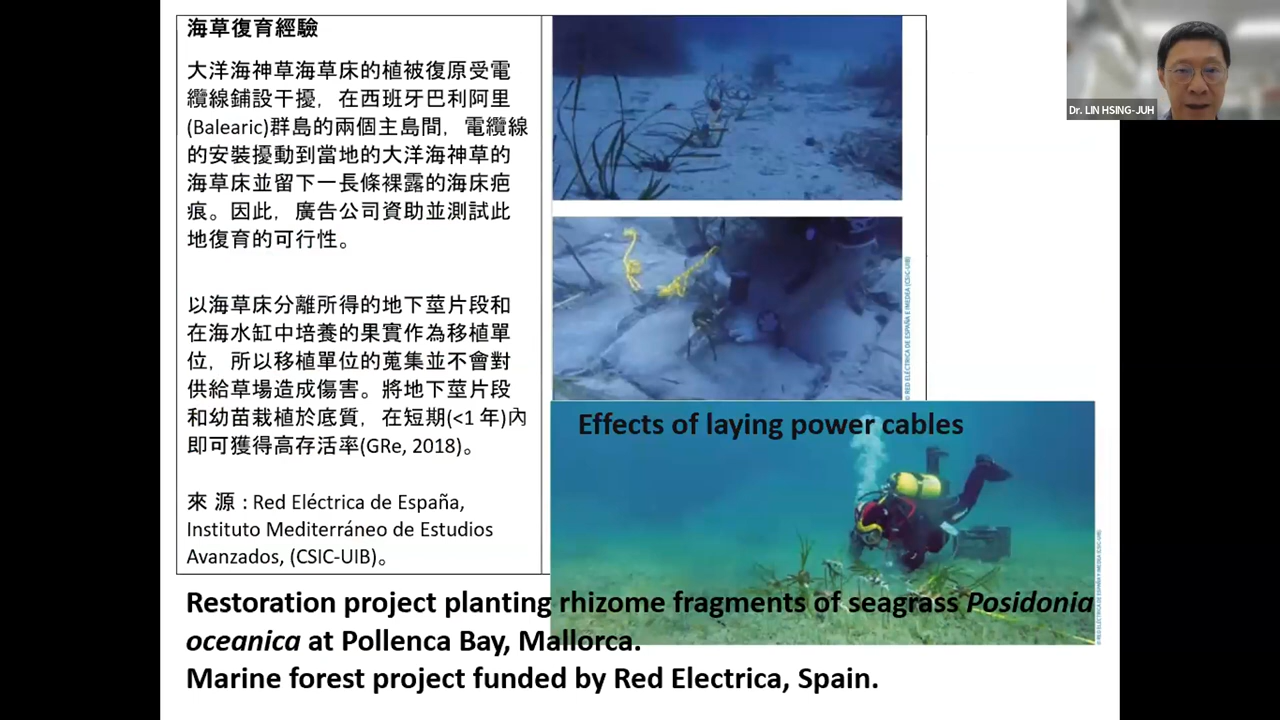 海草復育經驗
大洋海神草海草床的植被復原受電
纜線鋪設干擾，在西班牙巴利阿里
(Balearic)群島的兩個主島間，電纜線
的安裝擾動到當地的大洋海神草的
海草床並留下一長條裸露的海床疤
痕。因此，廣告公司資助並測試此
地復育的可行性。
以海草床分離所得的地下莖片段和
在海水缸中培養的果實作為移植單
位，所以移植單位的蒐集並不會對
供給草場造成傷害。將地下莖片段
和幼苗栽植於底質，在短期(<1 年)內
即可獲得高存活率(GRe, 2018)。
來 源 : Red Eléctrica de España,
Instituto Mediterráneo de Estudios
Avanzados, (CSIC-UIB)。
© RED ELÉCTRICA DE ESPAÑA E IMEDEA (CSIC-UIB)
Effects of laying power cables
Restoration project planting rhizome fragments of seagrass Posidonia
oceanica at Pollenca Bay, Mallorca.
Marine forest project funded by Red Electrica, Spain.
Dr. LIN HSING-JUH